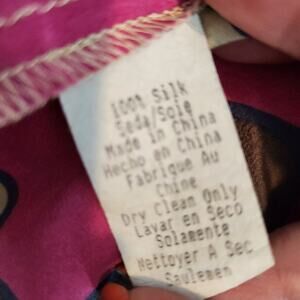 100% Silk
Seda/Soie
Made in China
Hecho en China
Fabrique Au
Chine
Dry Clean Only
Lavar en Seco
Solamente
Nettoyer A Sec
Seulemen